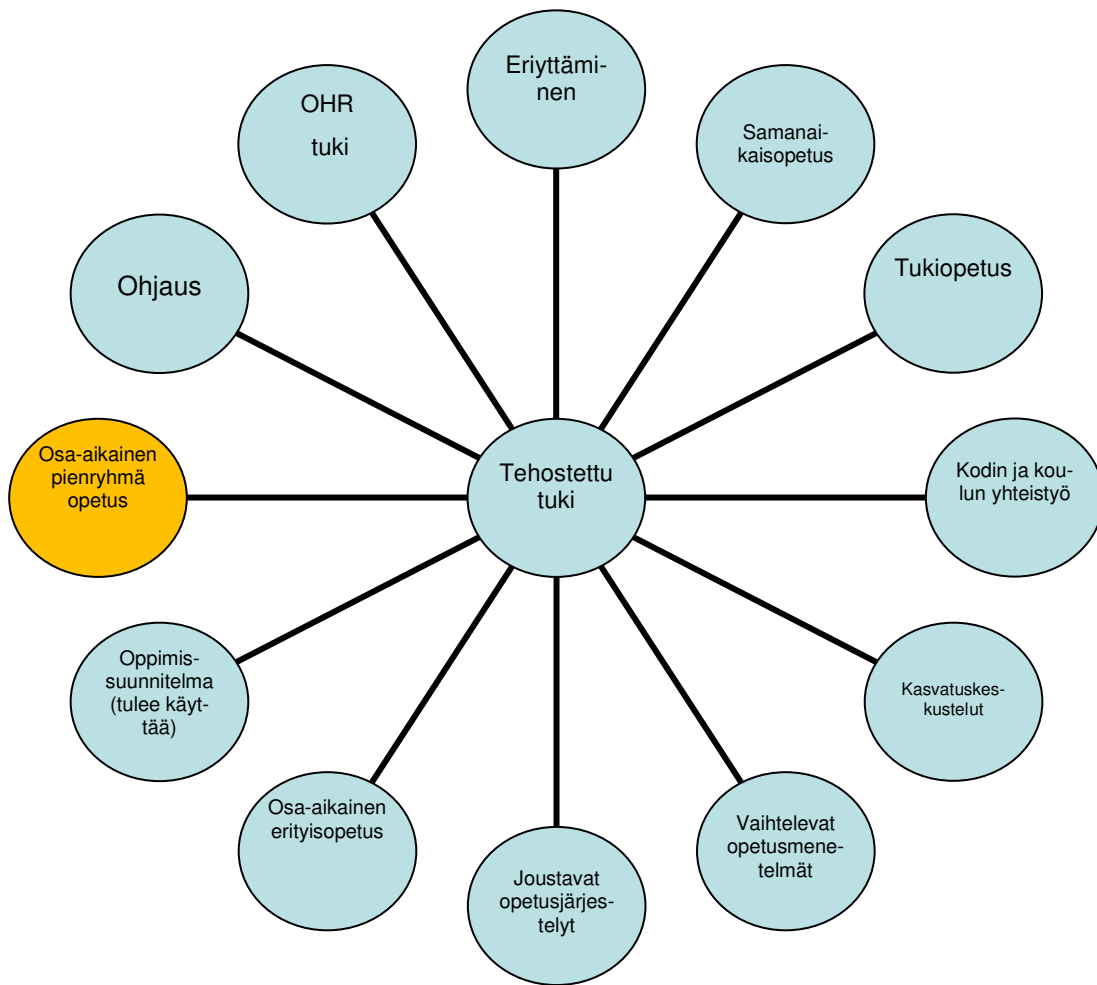 Eriyttämi-
nen
OHR
tuki
Samanai-
kaisopetus
Ohjaus
Tukiopetus
Osa-aikainen
pienryhmä
opetus
Tehostettu
tuki
Kodin ja kou-
lun yhteistyö
Oppimis-
suunnitelma
(tulee käyt-
tää)
Kasvatuskes-
kustelut
Osa-aikainen
erityisopetus
Vaihtelevat
opetusmene-
telmät
Joustavat
opetusjärjes-
telyt